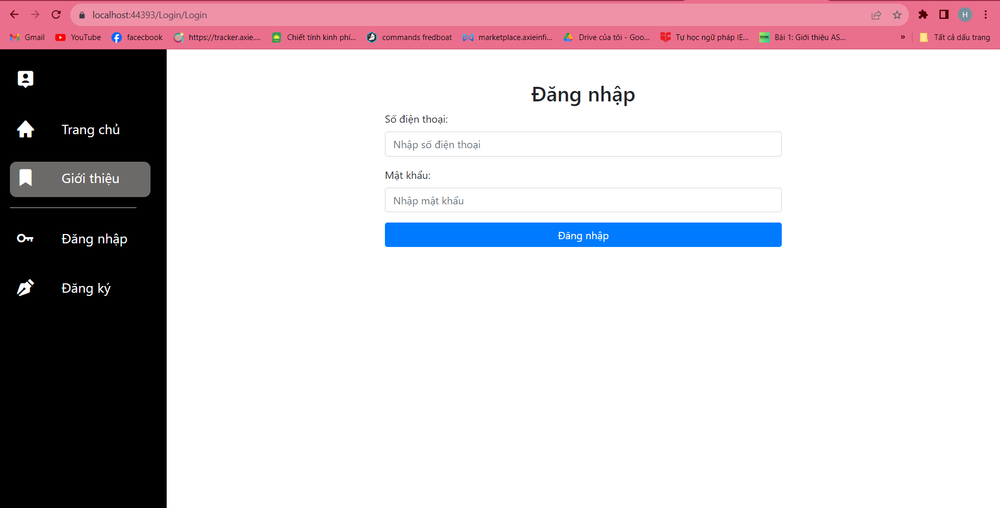 localhost:44393/Login/Login
H
Gmail YouTube facecbook https://tracker.axie.... Chiết tính kinh phí... commands fredboat marketplace.axieinfi... Drive của tôi - Goo... Tự học ngữ pháp IE... Bài 1: Giới thiệu AS... » Tất cả dấu trang
Trang chủ
Giới thiệu
Đăng nhập
Đăng ký
Đăng nhập
Số điện thoại:
Nhập số điện thoại
Mật khẩu:
Nhập mật khẩu
Đăng nhập